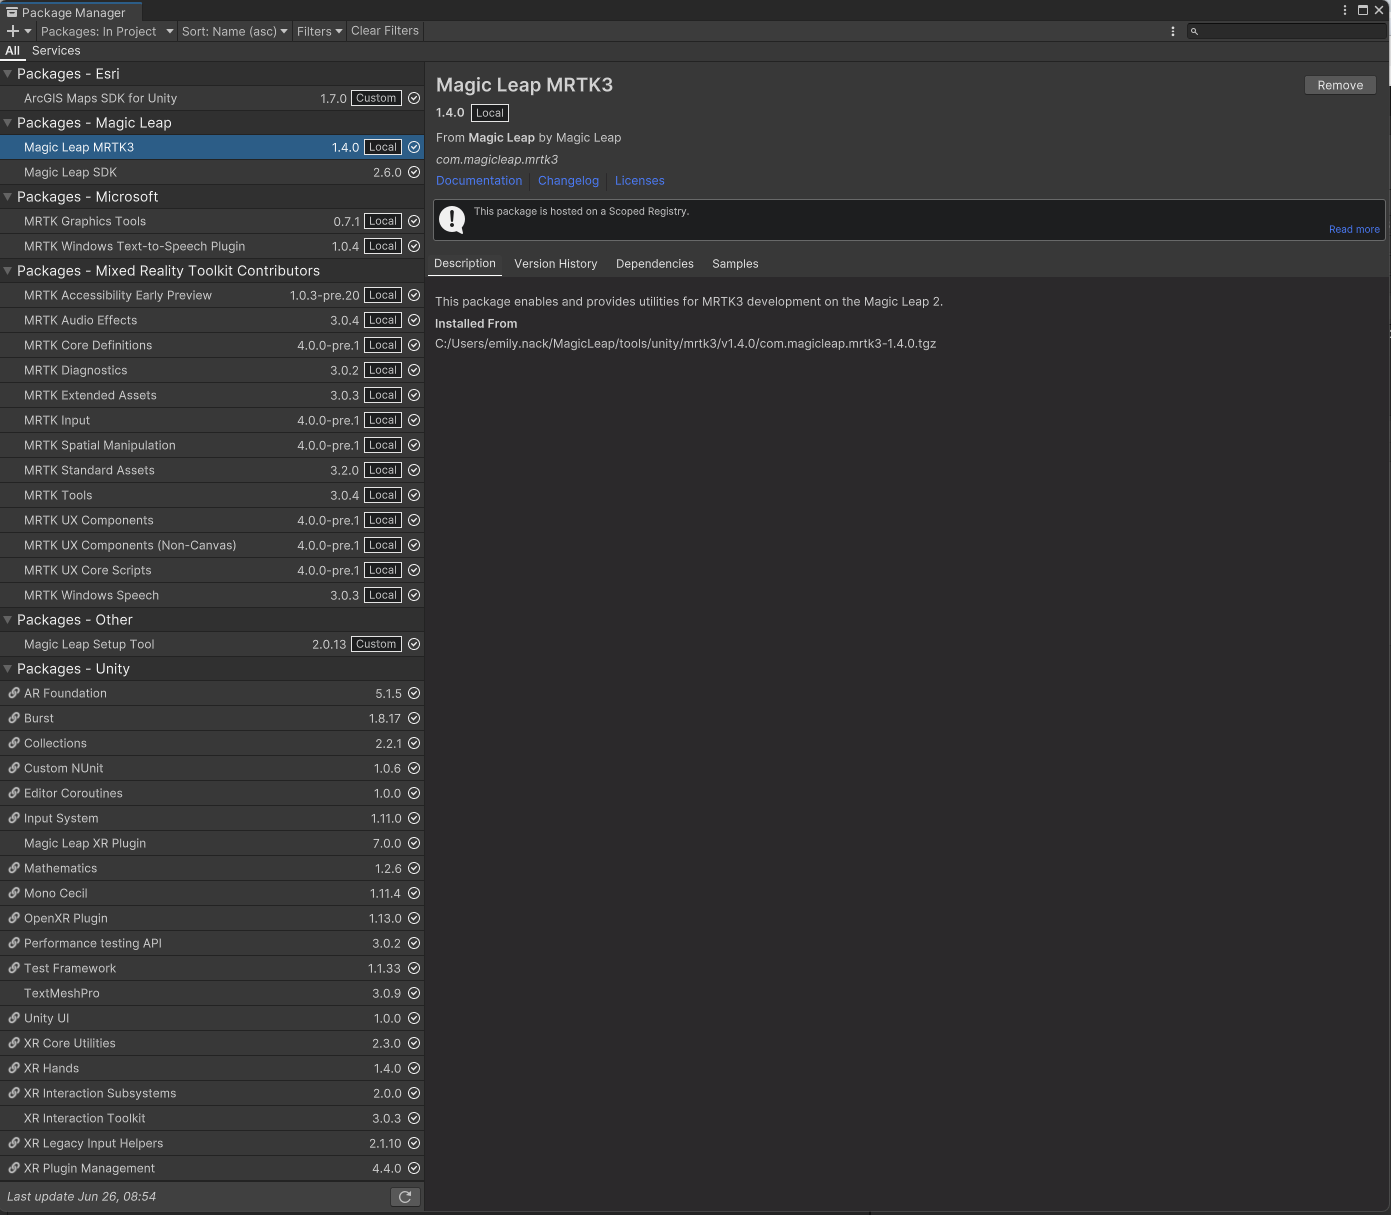 Package Manager
Packages: In Project
Sort: Name (asc)
Filters
Clear Filters
All
Services
Packages - Esri
ArcGIS Maps SDK for Unity 1.7.0 Custom
Packages - Magic Leap
Magic Leap MRTK3 1.4.0 Local
Magic Leap SDK 2.6.0
Packages - Microsoft
MRTK Graphics Tools 0.7.1 Local
MRTK Windows Text-to-Speech Plugin 1.0.4 Local
Packages - Mixed Reality Toolkit Contributors
MRTK Accessibility Early Preview 1.0.3-pre.20 Local
MRTK Audio Effects 3.0.4 Local
MRTK Core Definitions 4.0.0-pre.1 Local
MRTK Diagnostics 3.0.2 Local
MRTK Extended Assets 3.0.3 Local
MRTK Input 4.0.0-pre.1 Local
MRTK Spatial Manipulation 4.0.0-pre.1 Local
MRTK Standard Assets 3.2.0 Local
MRTK Tools 3.0.4 Local
MRTK UX Components 4.0.0-pre.1 Local
MRTK UX Components (Non-Canvas) 4.0.0-pre.1 Local
MRTK UX Core Scripts 4.0.0-pre.1 Local
MRTK Windows Speech 3.0.3 Local
Packages - Other
Magic Leap Setup Tool 2.0.13 Custom
Packages - Unity
AR Foundation 5.1.5
Burst 1.8.17
Collections 2.2.1
Custom NUnit 1.0.6
Editor Coroutines 1.0.0
Input System 1.11.0
Magic Leap XR Plugin 7.0.0
Mathematics 1.2.6
Mono Cecil 1.11.4
OpenXR Plugin 1.13.0
Performance testing API 3.0.2
Test Framework 1.1.33
TextMeshPro 3.0.9
Unity UI 1.0.0
XR Core Utilities 2.3.0
XR Hands 1.4.0
XR Interaction Subsystems 2.0.0
XR Interaction Toolkit 3.0.3
XR Legacy Input Helpers 2.1.10
XR Plugin Management 4.4.0
Last update Jun 26, 08:54
Magic Leap MRTK3
Remove
1.4.0 Local
From Magic Leap by Magic Leap
com.magicleap.mrtk3
Documentation Changelog Licenses
This package is hosted on a Scoped Registry.
Read more
Description Version History Dependencies Samples
This package enables and provides utilities for MRTK3 development on the Magic Leap 2.
Installed From
C:/Users/emily.nack/MagicLeap/tools/unity/mrtk3/v1.4.0/com.magicleap.mrtk3-1.4.0.tgz